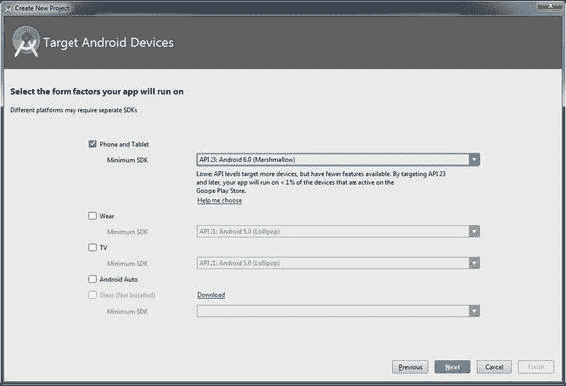 Create New Project
Target Android Devices
Select the form factors your app will run on
Different platforms may require separate SDKs
Phone and Tablet
Minimum SDK
API 23: Android 6.0 (Marshmallow)
Lower API levels target more devices, but have fewer features available. By targeting API 23
and later, your app will run on < 1% of the devices that are active on the
Google Play Store.
Help me choose
Wear
Minimum SDK
API 21: Android 5.0 (Lollipop)
TV
Minimum SDK
API 21: Android 5.0 (Lollipop)
Android Auto
Glass (Not Installed)
Download
Minimum SDK
Previous
Next
Cancel
Finish